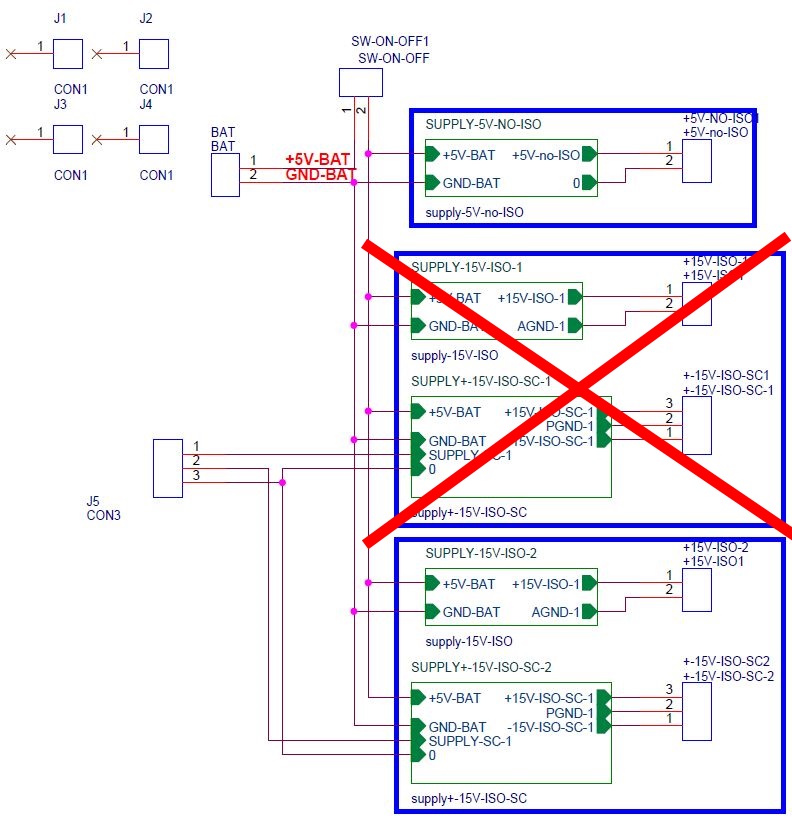 J1
J2
1
1
CON1
CON1
J3
J4
1
1
CON1
CON1
SW-ON-OFF1
SW-ON-OFF
1
2
BAT
BAT
1
+5V-BAT
2
GND-BAT
SUPPLY-5V-NO-ISO
+5V-NO-ISO1
+5V-no-ISO
+5V-BAT
+5V-no-ISO
1
2
GND-BAT
0
supply-5V-no-ISO
SUPPLY-15V-ISO-1
+15V-ISO-1
+5V-BAT
+15V-ISO-1
1
2
GND-BAT
AGND-1
supply-15V-ISO
SUPPLY+-15V-ISO-SC-1
+-15V-ISO-SC1
+-15V-ISO-SC-1
+5V-BAT
+15V-ISO-SC-1
3
PGND-1
2
GND-BAT
15V-ISO-SC-1
1
0
supply+-15V-ISO-SC
1
2
3
J5
CON3
SUPPLY-15V-ISO-2
+15V-ISO-2
+15V-ISO1
+5V-BAT
+15V-ISO-1
1
2
GND-BAT
AGND-1
supply-15V-ISO
SUPPLY+-15V-ISO-SC-2
+-15V-ISO-SC2
+-15V-ISO-SC-2
+5V-BAT
+15V-ISO-SC-1
3
PGND-1
2
GND-BAT
-15V-ISO-SC-1
1
SUPPLY-SC-1
0
supply+-15V-ISO-SC